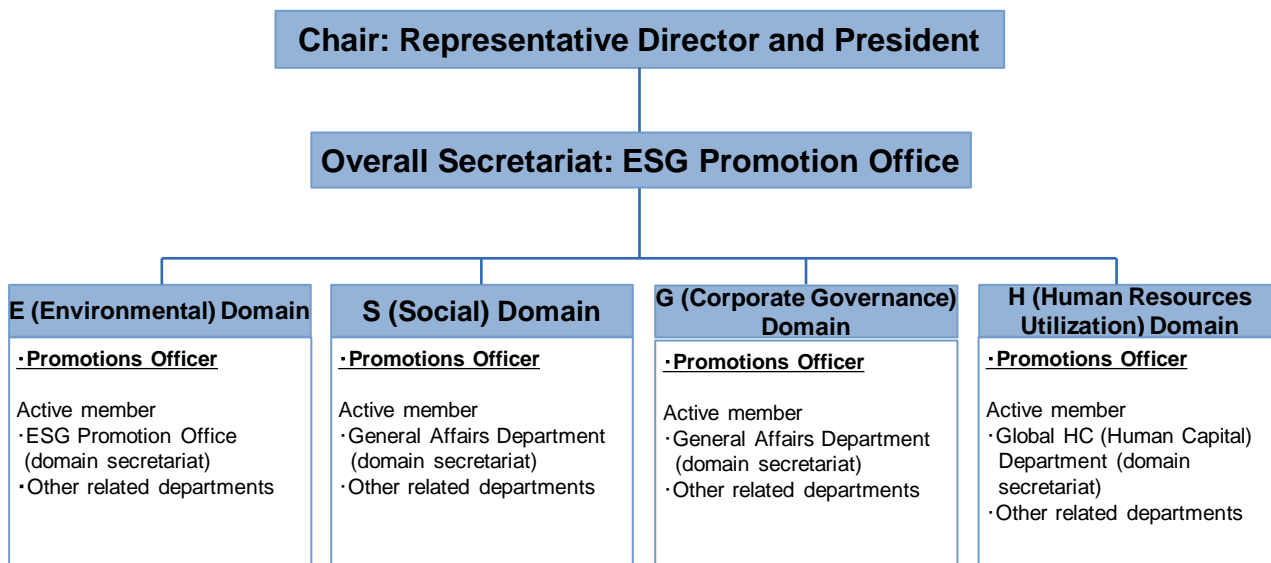 Chair: Representative Director and President
Overall Secretariat: ESG Promotion Office
E (Environmental) Domain
・Promotions Officer
Active member
・ESG Promotion Office
(domain secretariat)
・Other related departments
S (Social) Domain
・Promotions Officer
Active member
・General Affairs Department
(domain secretariat)
・Other related departments
G (Corporate Governance)
Domain
・Promotions Officer
Active member
・General Affairs Department
(domain secretariat)
・Other related departments
H (Human Resources
Utilization) Domain
・Promotions Officer
Active member
・Global HC (Human Capital)
Department (domain
secretariat)
・Other related departments